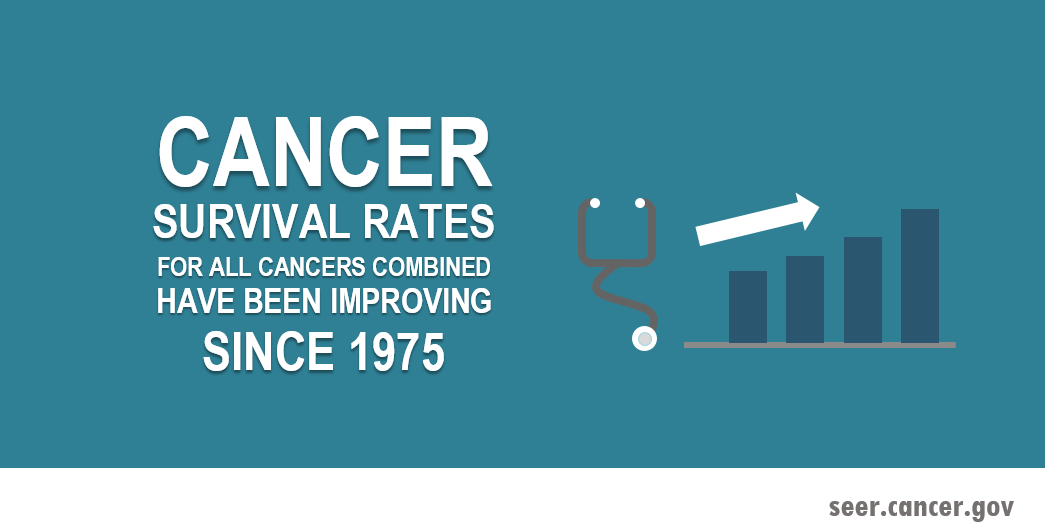 CANCER
SURVIVAL RATES
FOR ALL CANCERS COMBINED
HAVE BEEN IMPROVING
SINCE 1975
seer.cancer.gov